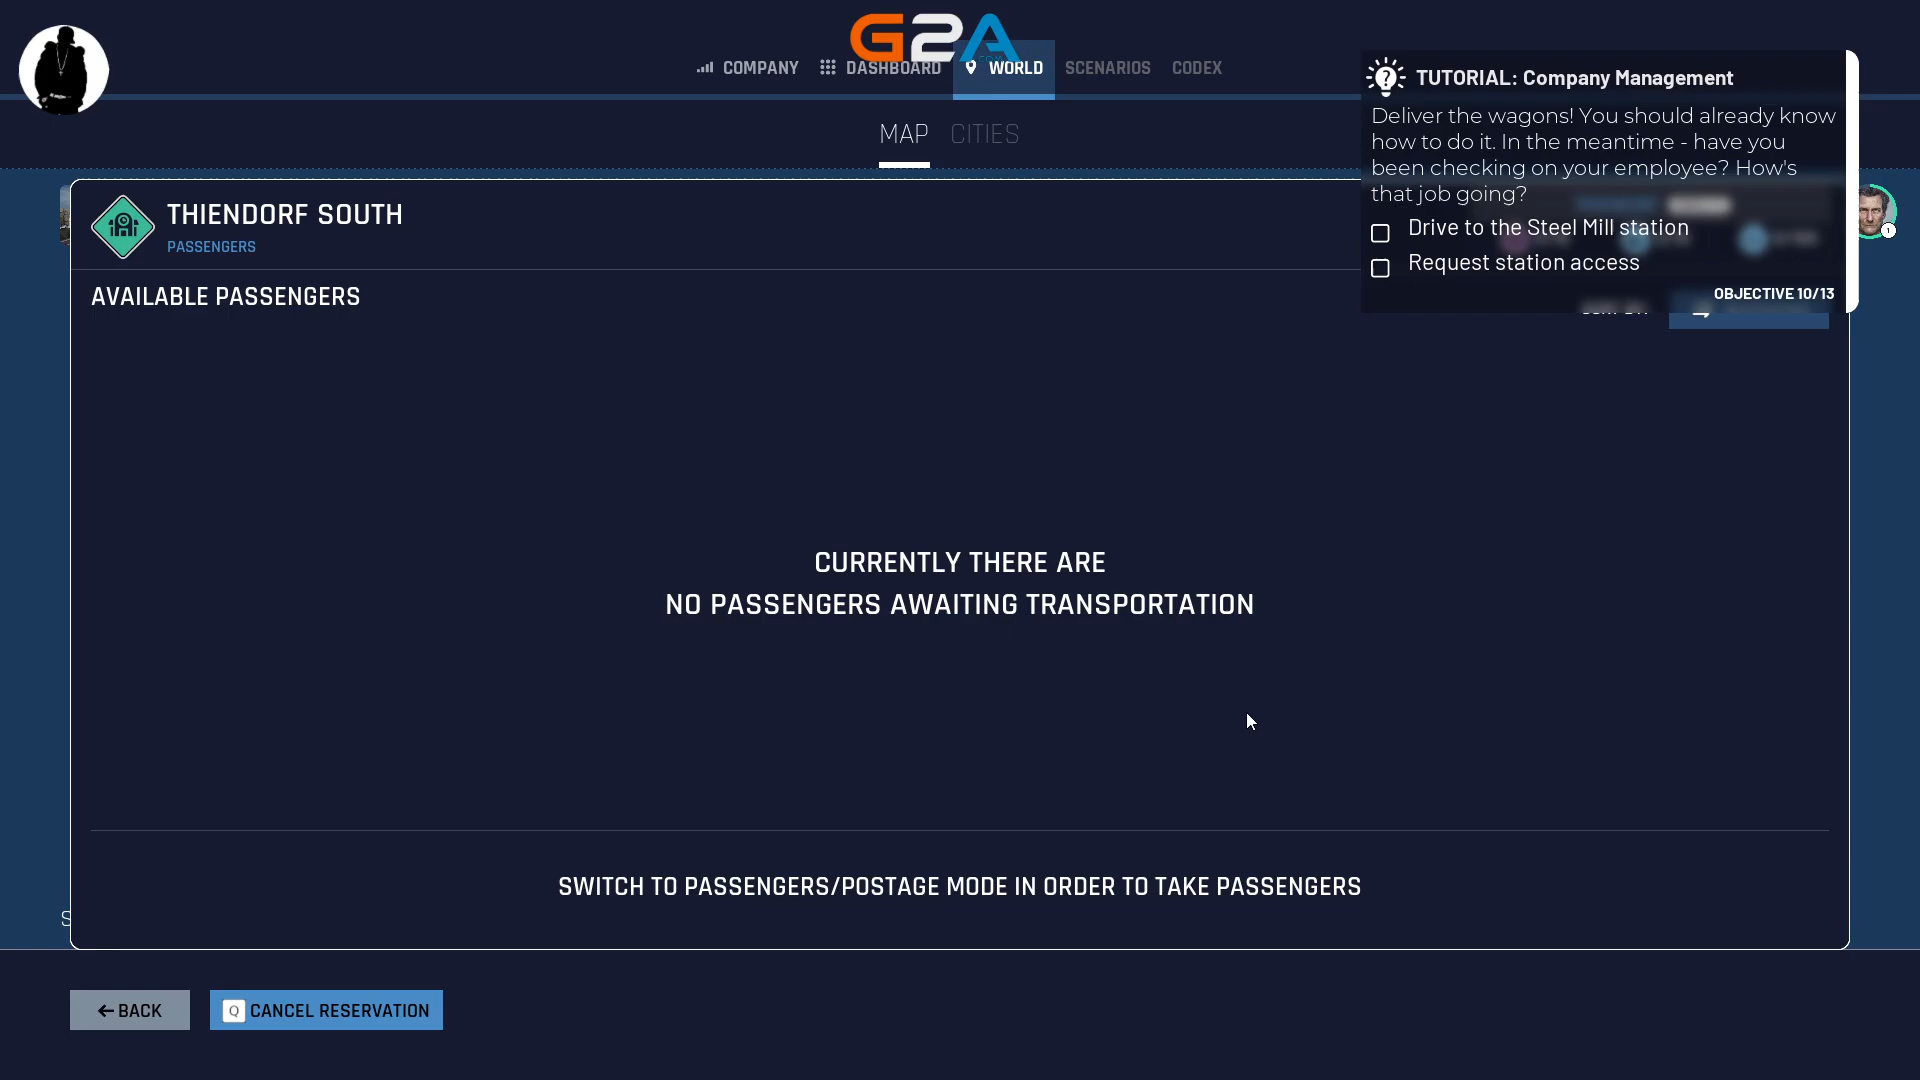 G2A
COMPANY
DASHBOARD
WORLD
SCENARIOS
CODEX
MAP
CITIES
TUTORIAL: Company Management
Deliver the wagons! You should already know
how to do it. In the meantime - have you
been checking on your employee? How's
that job going?
Drive to the Steel Mill station
Request station access
OBJECTIVE 10/13
1
THIENDORF SOUTH
PASSENGERS
AVAILABLE PASSENGERS
CURRENTLY THERE ARE
NO PASSENGERS AWAITING TRANSPORTATION
SWITCH TO PASSENGERS/POSTAGE MODE IN ORDER TO TAKE PASSENGERS
BACK
Q CANCEL RESERVATION